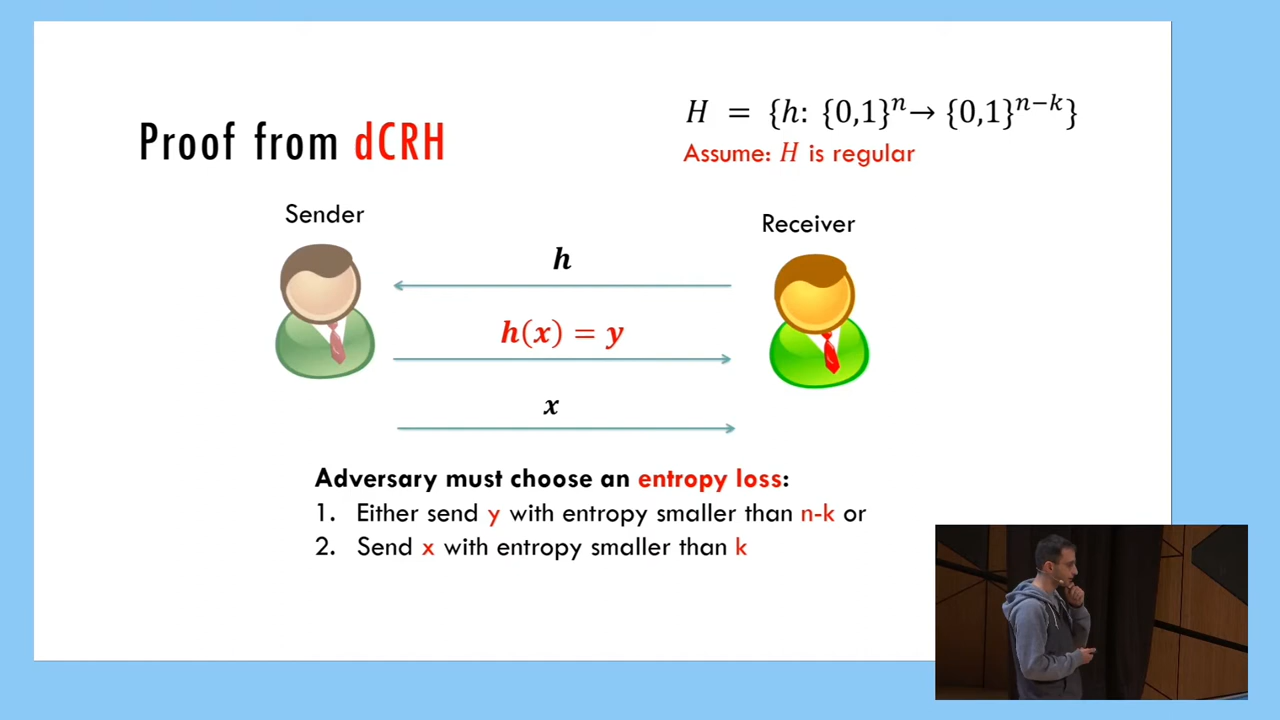 Proof from dCRH
H = {h: {0,1}ⁿ→ {0,1}ⁿ⁻ᵏ}
Assume: H is regular
Sender
Receiver
h
h(x) = y
x
Adversary must choose an entropy loss:
1. Either send y with entropy smaller than n-k or
2. Send x with entropy smaller than k